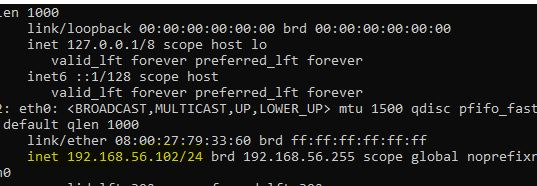 qlen 1000
link/loopback 00:00:00:00:00:00 brd 00:00:00:00:00:00
inet 127.0.0.1/8 scope host lo
valid_lft forever preferred_lft forever
inet6 ::1/128 scope host
valid_lft forever preferred_lft forever
2: eth0: <BROADCAST,MULTICAST,UP,LOWER_UP> mtu 1500 qdisc pfifo_fast
default qlen 1000
link/ether 08:00:27:79:33:60 brd ff:ff:ff:ff:ff:ff
inet 192.168.56.102/24 brd 192.168.56.255 scope global noprefixr